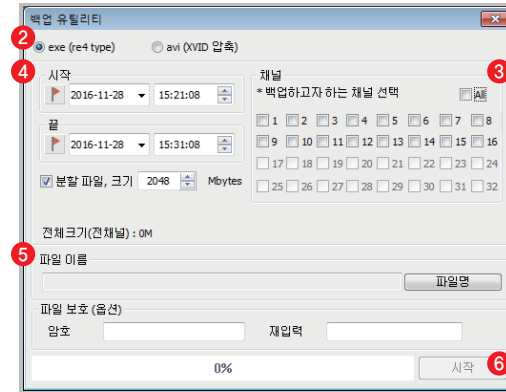 백업 유틸리티
2
exe (re4 type) avi (XVID 압축)
4
시작
2016-11-28 15:21:08
끝
2016-11-28 15:31:08
분할 파일, 크기 2048 Mbytes
전체크기(전채널) : 0M
3
채널
* 백업하고자 하는 채널 선택 All
1 2 3 4 5 6 7 8
9 10 11 12 13 14 15 16
17 18 19 20 21 22 23 24
25 26 27 28 29 30 31 32
5
파일 이름
파일명
파일 보호 (옵션)
암호 재입력
0% 시작
6